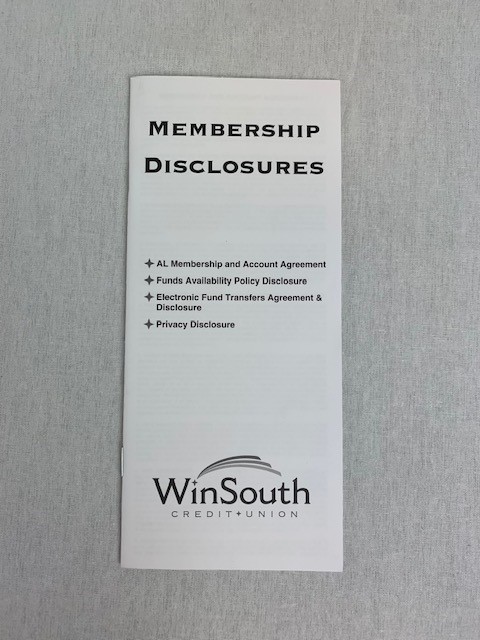 MEMBERSHIP
DISCLOSURES
AL Membership and Account Agreement
Funds Availability Policy Disclosure
Electronic Fund Transfers Agreement &
Disclosure
Privacy Disclosure
WinSouth
CREDIT UNION